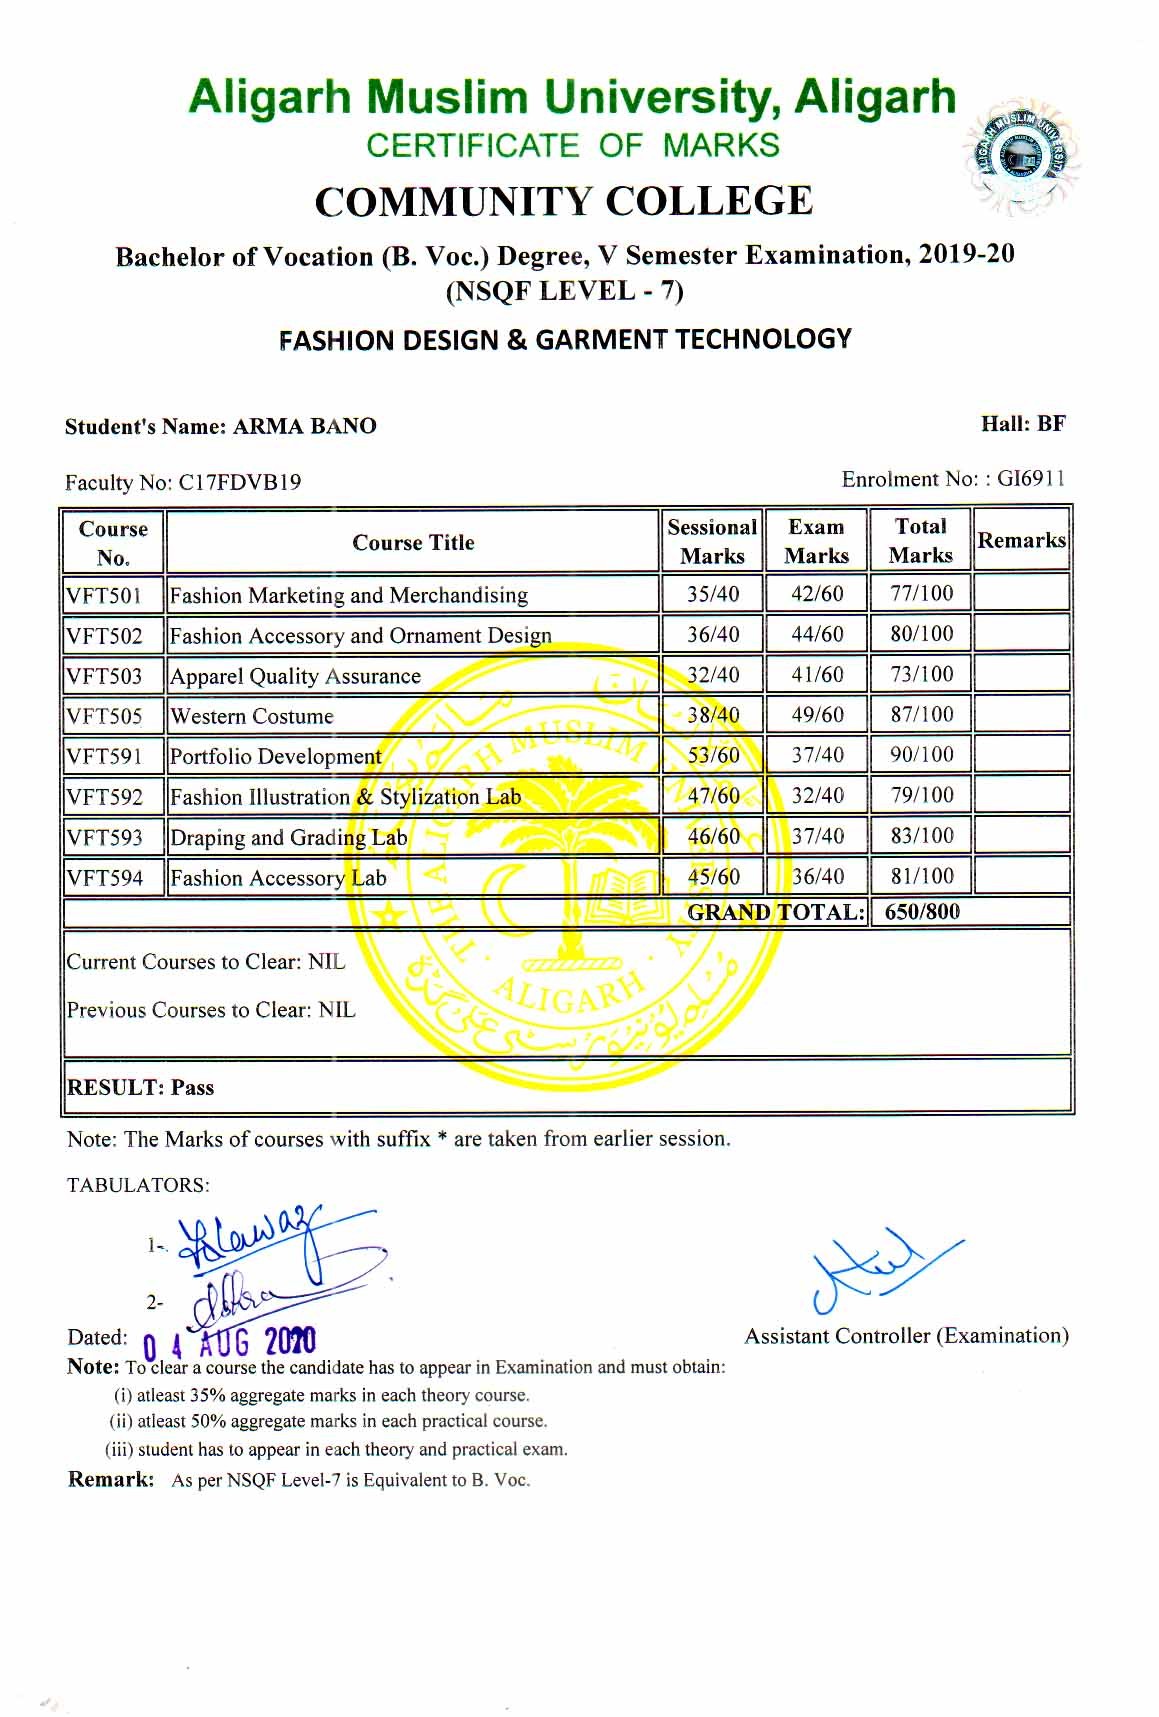 Aligarh Muslim University, Aligarh
CERTIFICATE OF MARKS
COMMUNITY COLLEGE
Bachelor of Vocation (B. Voc.) Degree, V Semester Examination, 2019-20
(NSQF LEVEL - 7)
FASHION DESIGN & GARMENT TECHNOLOGY
Student's Name: ARMA BANO Hall: BF
Faculty No: C17FDVB19 Enrolment No: : GI6911
Course No. Course Title Sessional Marks Exam Marks Total Marks Remarks
VFT501 Fashion Marketing and Merchandising 35/40 42/60 77/100
VFT502 Fashion Accessory and Ornament Design 36/40 44/60 80/100
VFT503 Apparel Quality Assurance 32/40 41/60 73/100
VFT505 Western Costume 38/40 49/60 87/100
VFT591 Portfolio Development 53/60 37/40 90/100
VFT592 Fashion Illustration & Stylization Lab 47/60 32/40 79/100
VFT593 Draping and Grading Lab 46/60 37/40 83/100
VFT594 Fashion Accessory Lab 45/60 36/40 81/100
GRAND TOTAL: 650/800
Current Courses to Clear: NIL
Previous Courses to Clear: NIL
RESULT: Pass
THE ALIGARH MUSLIM UNIVERSITY
ALIGARH
Note: The Marks of courses with suffix * are taken from earlier session.
TABULATORS:
1-.
2-
Dated: 04 AUG 2020
Assistant Controller (Examination)
Note: To clear a course the candidate has to appear in Examination and must obtain:
(i) atleast 35% aggregate marks in each theory course.
(ii) atleast 50% aggregate marks in each practical course.
(iii) student has to appear in each theory and practical exam.
Remark: As per NSQF Level-7 is Equivalent to B. Voc.